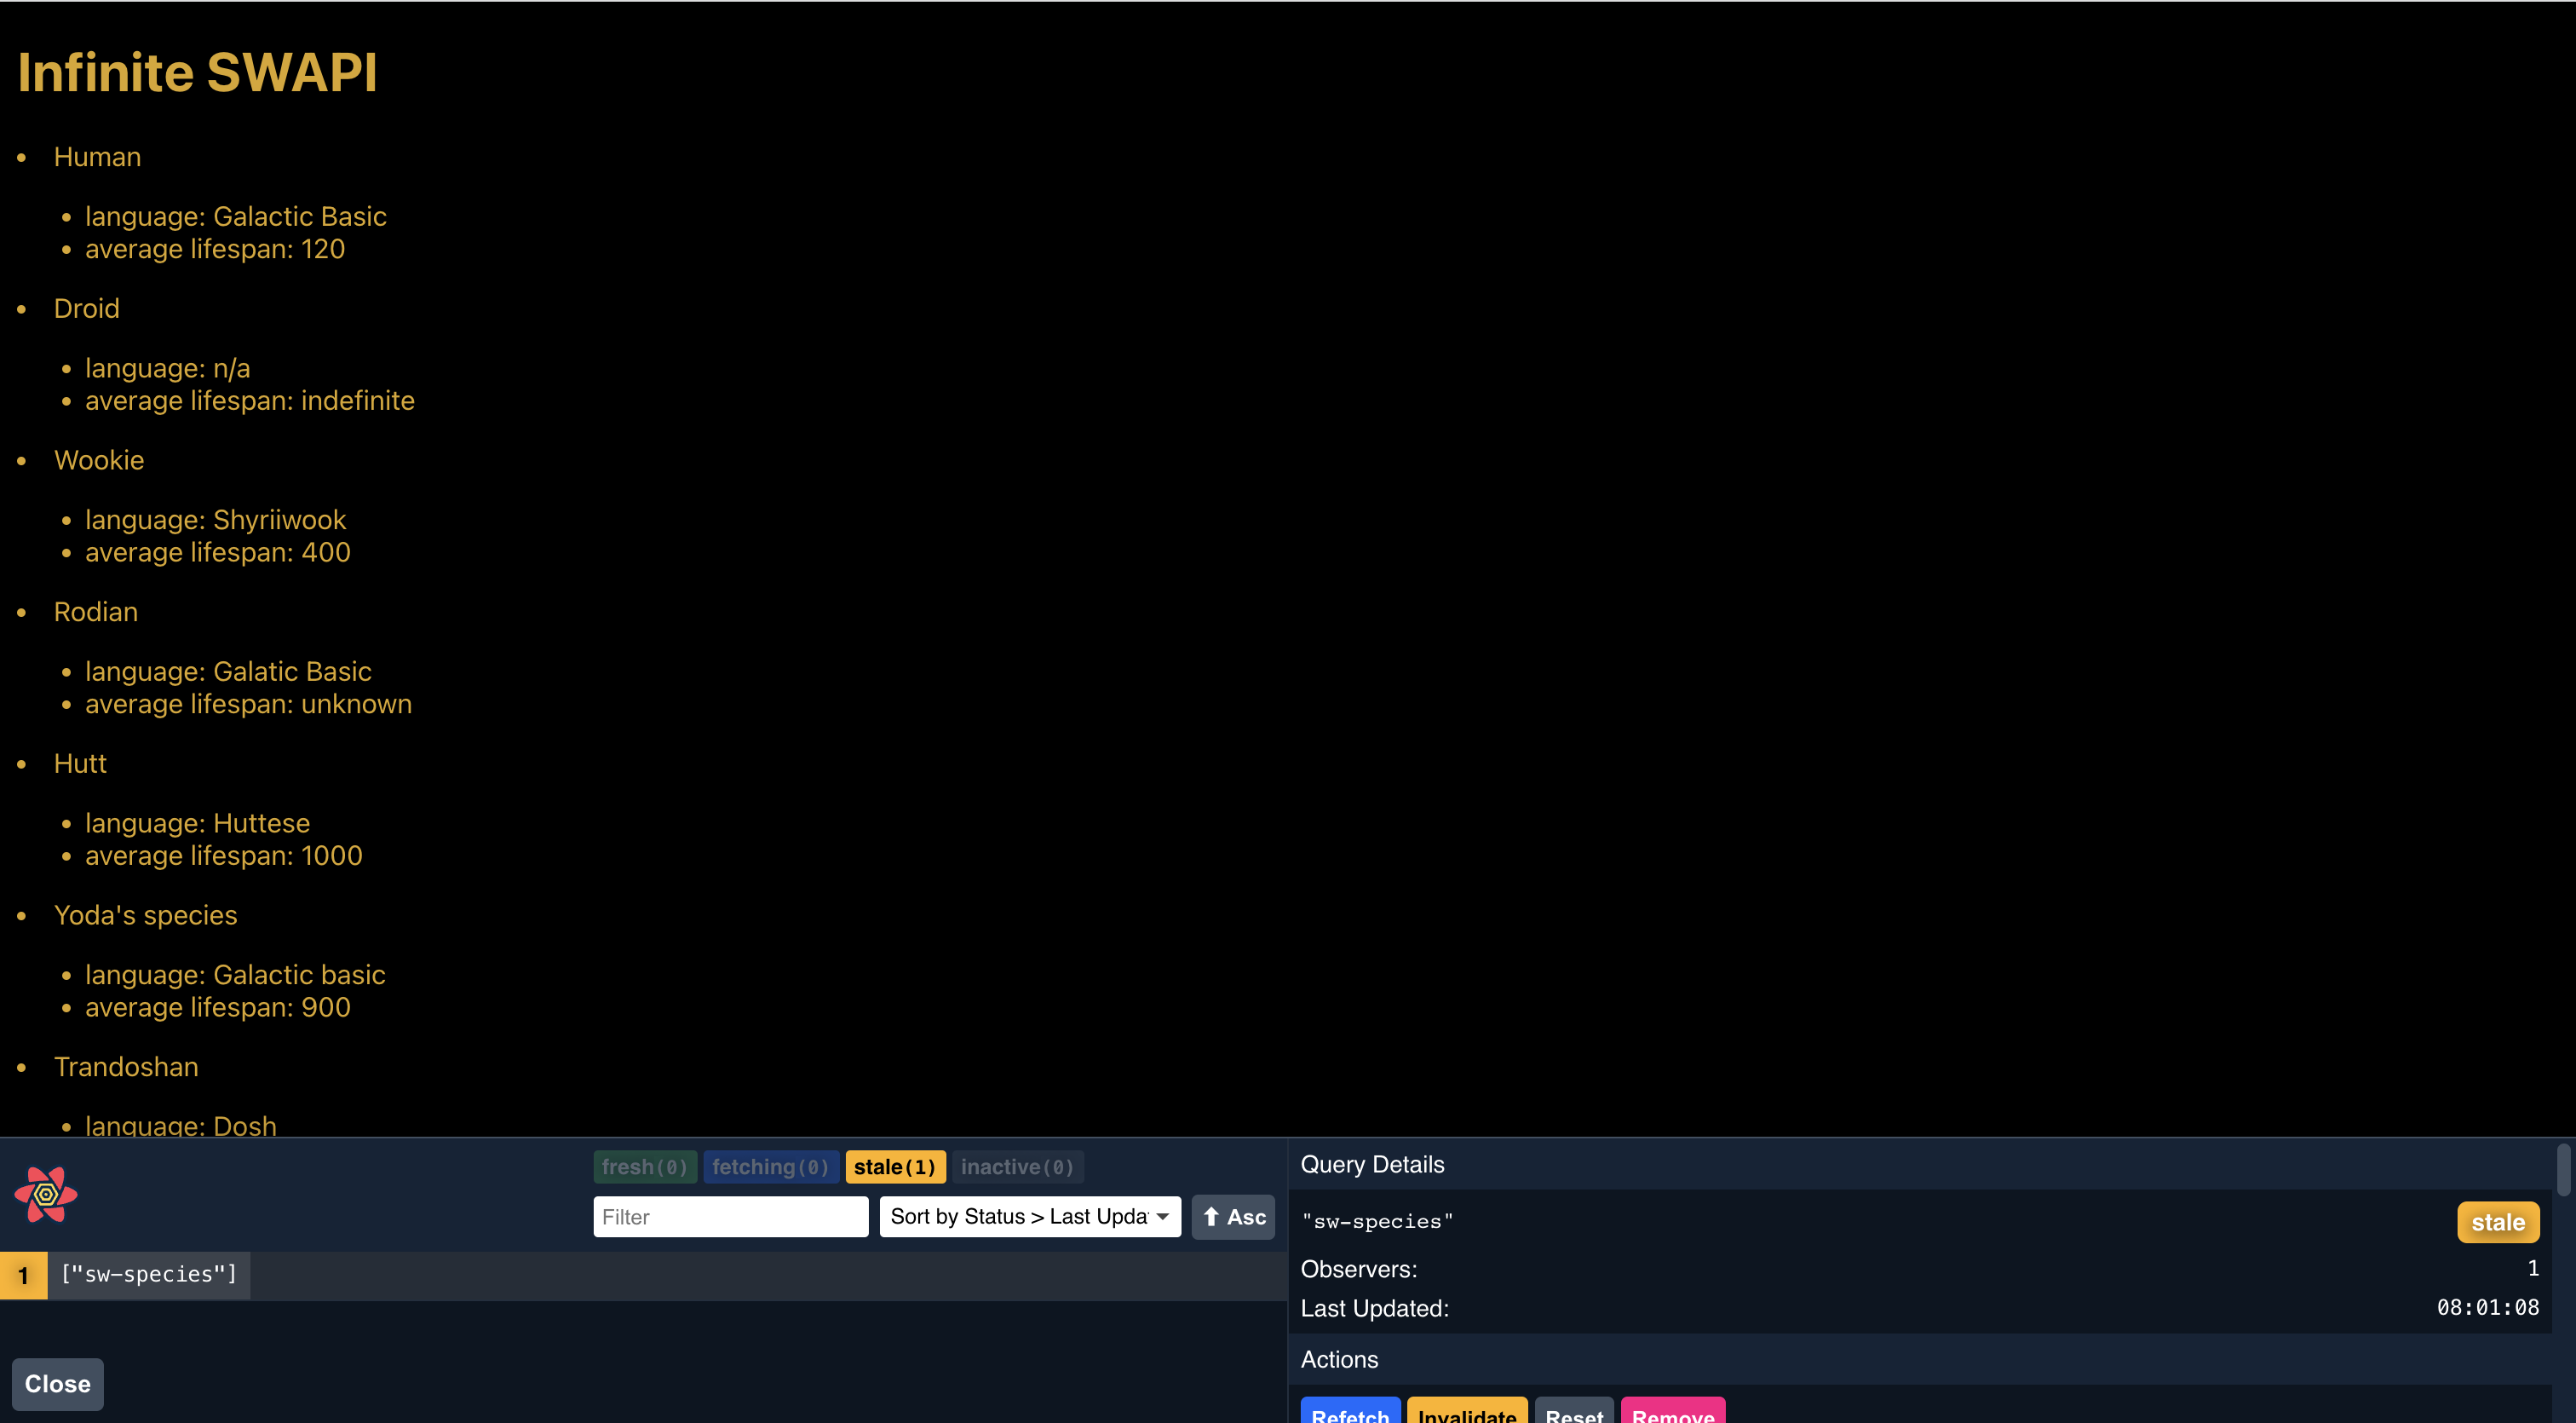 Infinite SWAPI
Human
language: Galactic Basic
average lifespan: 120
Droid
language: n/a
average lifespan: indefinite
Wookie
language: Shyriiwook
average lifespan: 400
Rodian
language: Galatic Basic
average lifespan: unknown
Hutt
language: Huttese
average lifespan: 1000
Yoda's species
language: Galactic basic
average lifespan: 900
Trandoshan
language: Dosh
fresh(0) fetching(0) stale(1) inactive(0)
Filter Sort by Status > Last Upda Asc
1 ["sw-species"]
Close
Query Details
"sw-species" stale
Observers: 1
Last Updated: 08:01:08
Actions
Refetch Invalidate Reset Remove